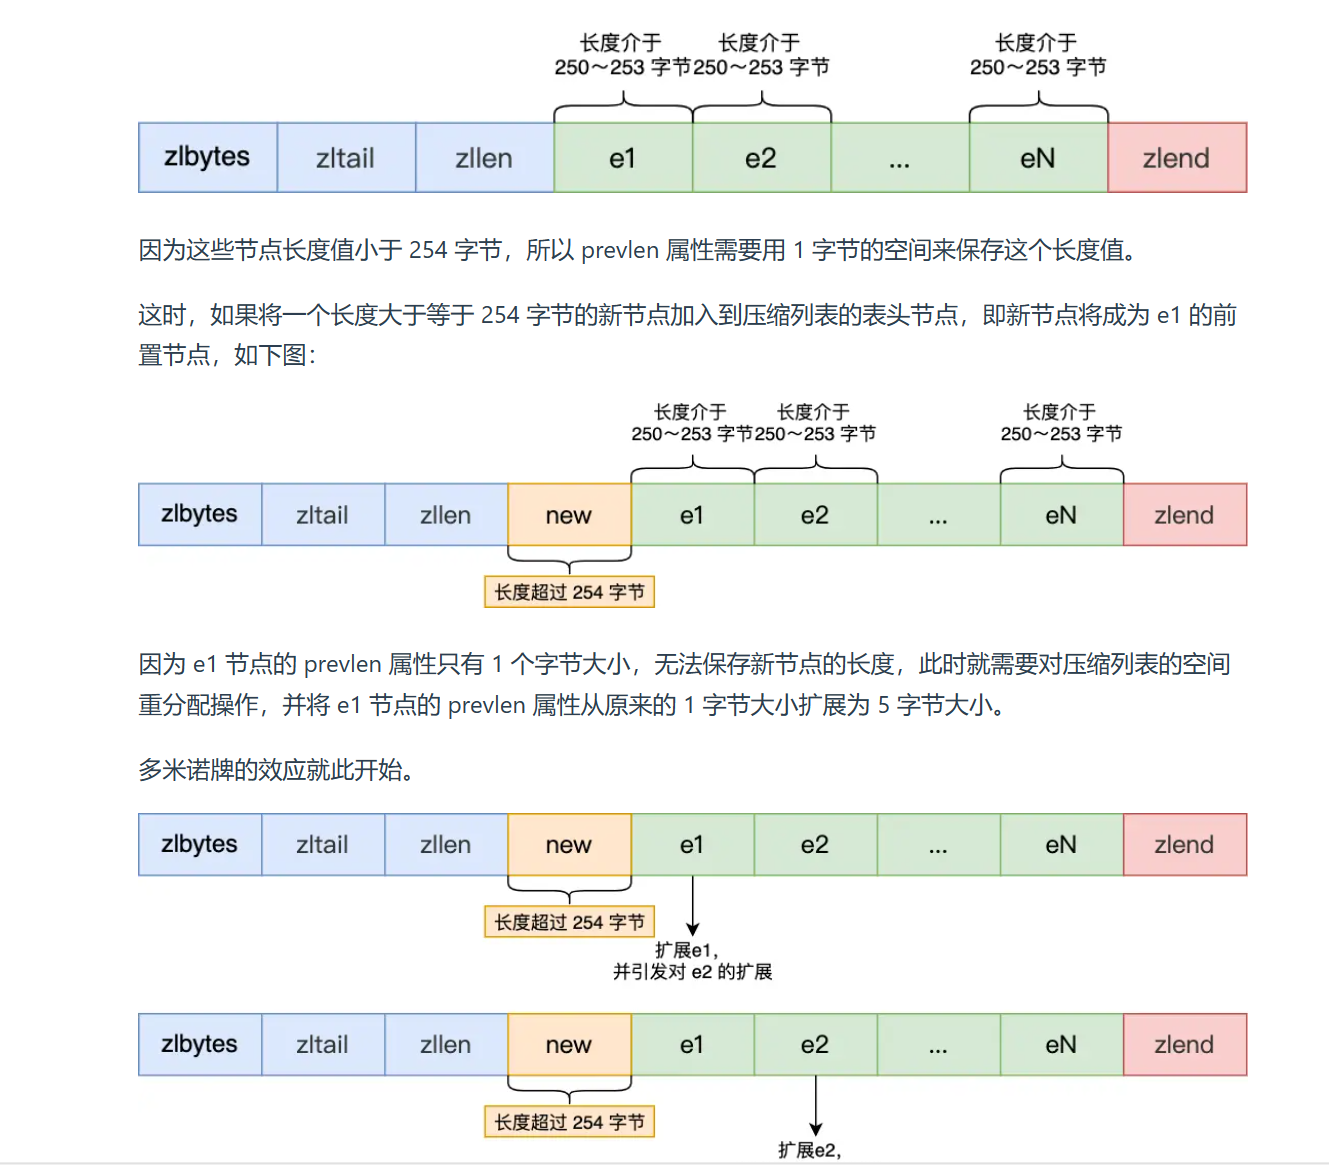 长度介于 长度介于 长度介于
250～253 字节 250～253 字节 250～253 字节
zlbytes zltail zllen e1 e2 ... eN zlend
因为这些节点长度值小于 254 字节，所以 prevlen 属性需要用 1 字节的空间来保存这个长度值。
这时，如果将一个长度大于等于 254 字节的新节点加入到压缩列表的表头节点，即新节点将成为 e1 的前
置节点，如下图：
长度介于 长度介于 长度介于
250～253 字节 250～253 字节 250～253 字节
zlbytes zltail zllen new e1 e2 ... eN zlend
长度超过 254 字节
因为 e1 节点的 prevlen 属性只有 1 个字节大小，无法保存新节点的长度，此时就需要对压缩列表的空间
重分配操作，并将 e1 节点的 prevlen 属性从原来的 1 字节大小扩展为 5 字节大小。
多米诺牌的效应就此开始。
zlbytes zltail zllen new e1 e2 ... eN zlend
长度超过 254 字节
扩展e1，
并引发对 e2 的扩展
zlbytes zltail zllen new e1 e2 ... eN zlend
长度超过 254 字节
扩展e2，